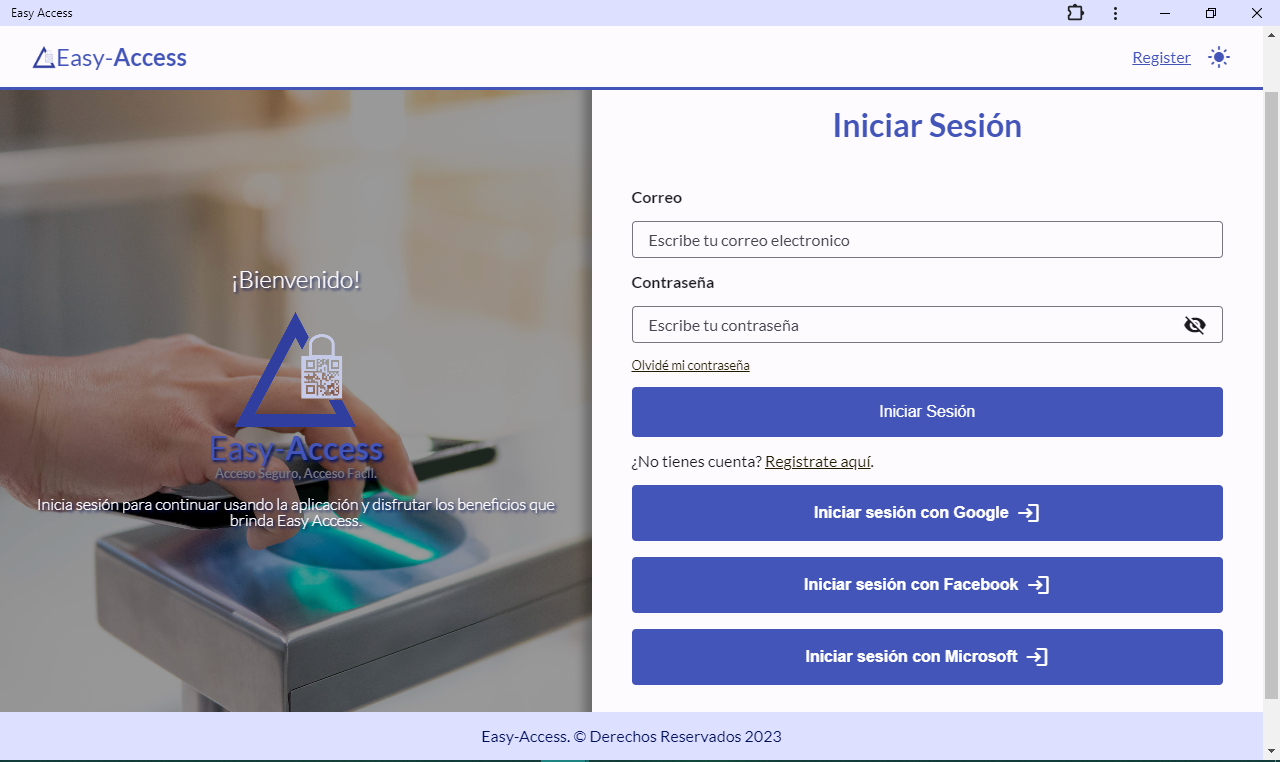 Easy Access
Easy-Access
Register
¡Bienvenido!
Easy-Access
Acceso Seguro, Acceso Facil.
Inicia sesión para continuar usando la aplicación y disfrutar los beneficios que
brinda Easy Access.
Iniciar Sesión
Correo
Escribe tu correo electronico
Contraseña
Escribe tu contraseña
Olvidé mi contraseña
Iniciar Sesión
¿No tienes cuenta? Registrate aquí.
Iniciar sesión con Google
Iniciar sesión con Facebook
Iniciar sesión con Microsoft
Easy-Access. © Derechos Reservados 2023